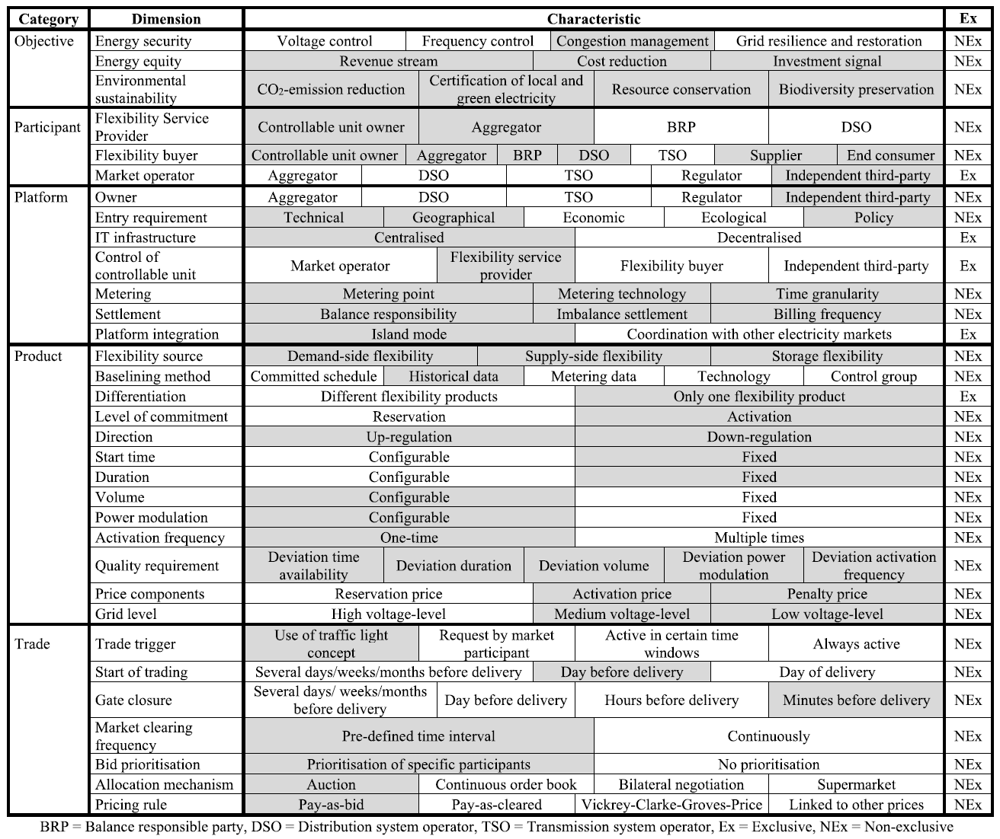 Category Dimension Characteristic Ex
Objective Energy security Voltage control Frequency control Congestion management Grid resilience and restoration NEx
Energy equity Revenue stream Cost reduction Investment signal NEx
Environmental
sustainability CO₂-emission reduction Certification of local and
green electricity Resource conservation Biodiversity preservation NEx
Participant Flexibility Service
Provider Controllable unit owner Aggregator BRP DSO NEx
Flexibility buyer Controllable unit owner Aggregator BRP DSO TSO Supplier End consumer NEx
Market operator Aggregator DSO TSO Regulator Independent third-party Ex
Platform Owner Aggregator DSO TSO Regulator Independent third-party NEx
Entry requirement Technical Geographical Economic Ecological Policy NEx
IT infrastructure Centralised Decentralised Ex
Control of
controllable unit Market operator Flexibility service
provider Flexibility buyer Independent third-party Ex
Metering Metering point Metering technology Time granularity NEx
Settlement Balance responsibility Imbalance settlement Billing frequency NEx
Platform integration Island mode Coordination with other electricity markets Ex
Product Flexibility source Demand-side flexibility Supply-side flexibility Storage flexibility NEx
Baselining method Committed schedule Historical data Metering data Technology Control group NEx
Differentiation Different flexibility products Only one flexibility product Ex
Level of commitment Reservation Activation NEx
Direction Up-regulation Down-regulation NEx
Start time Configurable Fixed NEx
Duration Configurable Fixed NEx
Volume Configurable Fixed NEx
Power modulation Configurable Fixed NEx
Activation frequency One-time Multiple times NEx
Quality requirement Deviation time
availability Deviation duration Deviation volume Deviation power
modulation Deviation activation
frequency NEx
Price components Reservation price Activation price Penalty price NEx
Grid level High voltage-level Medium voltage-level Low voltage-level NEx
Trade Trade trigger Use of traffic light
concept Request by market
participant Active in certain time
windows Always active NEx
Start of trading Several days/weeks/months before delivery Day before delivery Day of delivery NEx
Gate closure Several days/ weeks/months
before delivery Day before delivery Hours before delivery Minutes before delivery NEx
Market clearing
frequency Pre-defined time interval Continuously NEx
Bid prioritisation Prioritisation of specific participants No prioritisation NEx
Allocation mechanism Auction Continuous order book Bilateral negotiation Supermarket NEx
Pricing rule Pay-as-bid Pay-as-cleared Vickrey-Clarke-Groves-Price Linked to other prices NEx
BRP = Balance responsible party, DSO = Distribution system operator, TSO = Transmission system operator, Ex = Exclusive, NEx = Non-exclusive